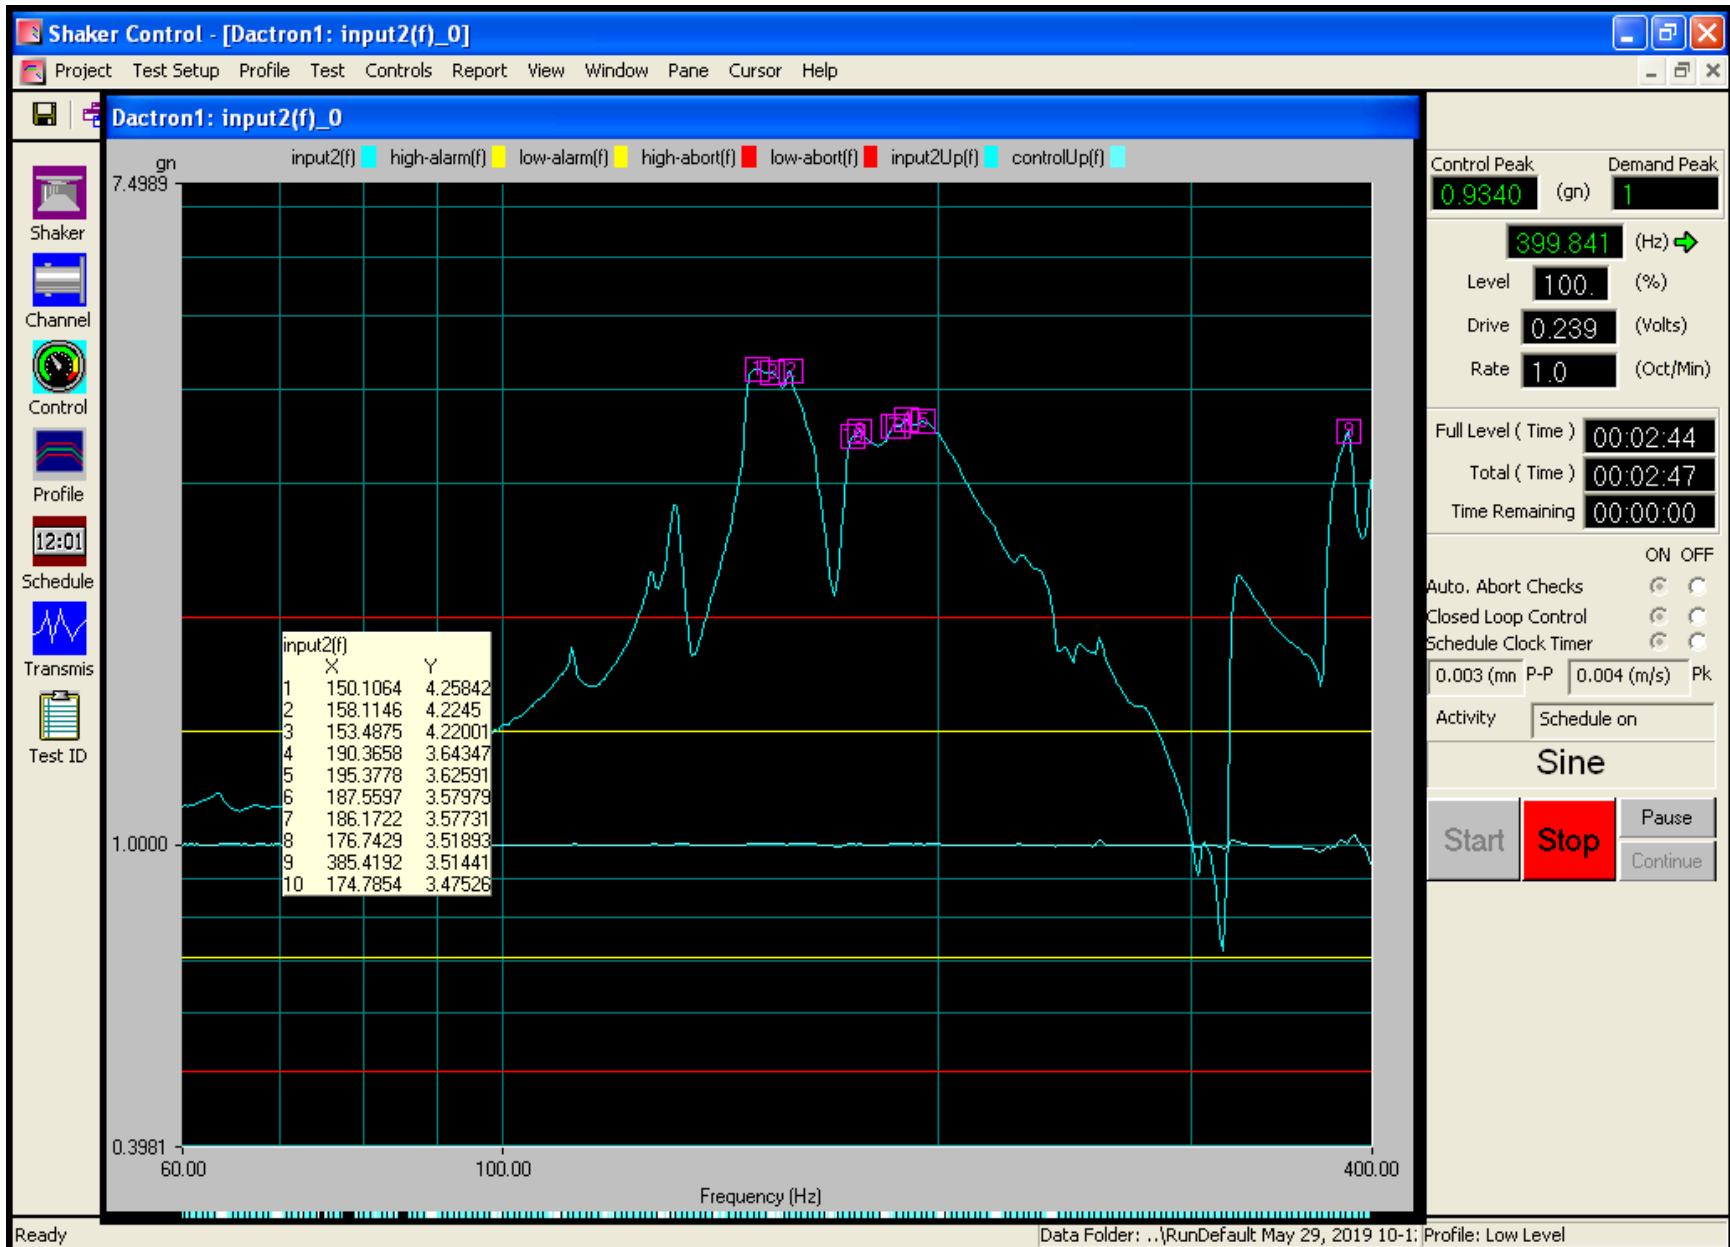 Shaker Control - [Dactron1: input2(f)_0]
Project Test Setup Profile Test Controls Report View Window Pane Cursor Help
Dactron1: input2(f)_0
gn input2(f) high-alarm(f) low-alarm(f) high-abort(f) low-abort(f) input2Up(f) controlUp(f)
7.4989
1.0000
0.3981
60.00 100.00 400.00
Frequency (Hz)
input2(f)
X Y
1 150.1064 4.25842
2 158.1146 4.2245
3 153.4875 4.22001
4 190.3658 3.64347
5 195.3778 3.62591
6 187.5597 3.57979
7 186.1722 3.57731
8 176.7429 3.51893
9 385.4192 3.51441
10 174.7854 3.47526
Shaker
Channel
Control
Profile
12:01
Schedule
Transmis
Test ID
Control Peak Demand Peak
0.9340 (gn) 1
399.841 (Hz)
Level 100. (%)
Drive 0.239 (Volts)
Rate 1.0 (Oct/Min)
Full Level ( Time ) 00:02:44
Total ( Time ) 00:02:47
Time Remaining 00:00:00
ON OFF
Auto. Abort Checks
Closed Loop Control
Schedule Clock Timer
0.003 (mn P-P 0.004 (m/s) Pk
Activity Schedule on
Sine
Start Stop Pause
Continue
Ready Data Folder: ..\RunDefault May 29, 2019 10-1 Profile: Low Level